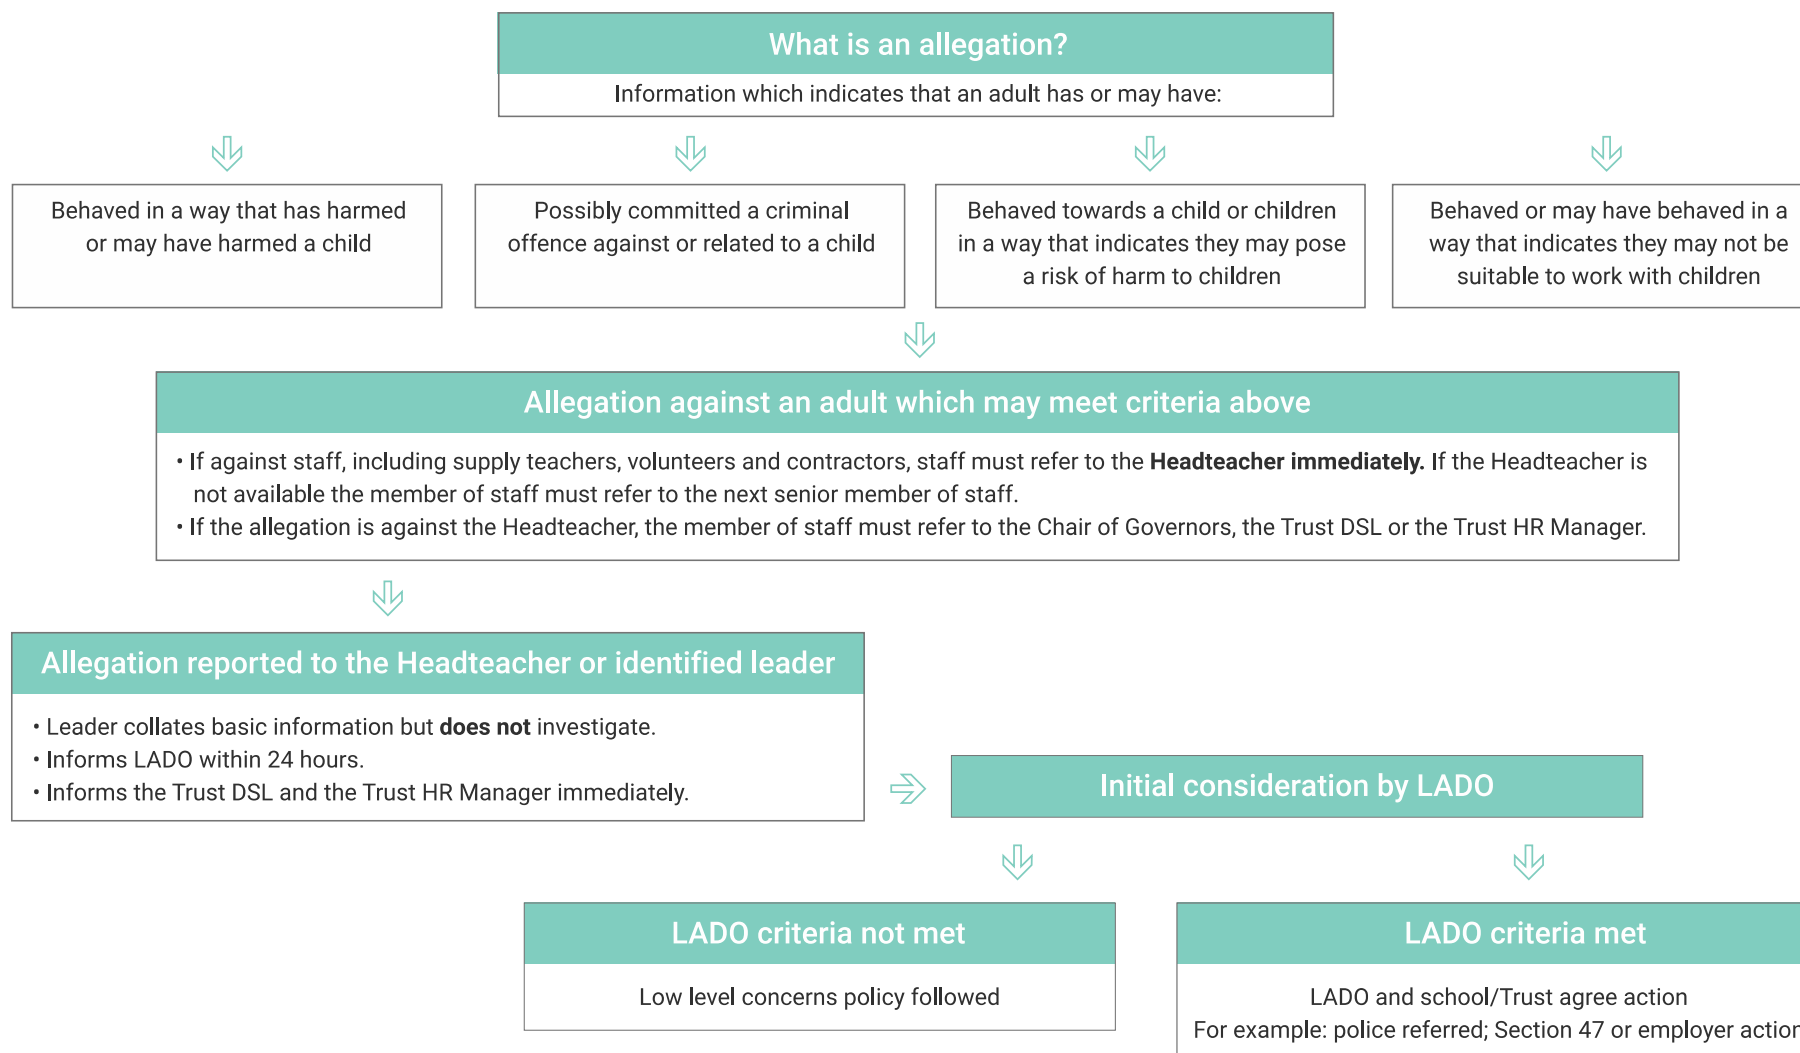 What is an allegation?
Information which indicates that an adult has or may have:
Behaved in a way that has harmed
or may have harmed a child
Possibly committed a criminal
offence against or related to a child
Behaved towards a child or children
in a way that indicates they may pose
a risk of harm to children
Behaved or may have behaved in a
way that indicates they may not be
suitable to work with children
Allegation against an adult which may meet criteria above
• If against staff, including supply teachers, volunteers and contractors, staff must refer to the Headteacher immediately. If the Headteacher is
not available the member of staff must refer to the next senior member of staff.
• If the allegation is against the Headteacher, the member of staff must refer to the Chair of Governors, the Trust DSL or the Trust HR Manager.
Allegation reported to the Headteacher or identified leader
• Leader collates basic information but does not investigate.
• Informs LADO within 24 hours.
• Informs the Trust DSL and the Trust HR Manager immediately.
Initial consideration by LADO
LADO criteria not met
Low level concerns policy followed
LADO criteria met
LADO and school/Trust agree action
For example: police referred; Section 47 or employer action